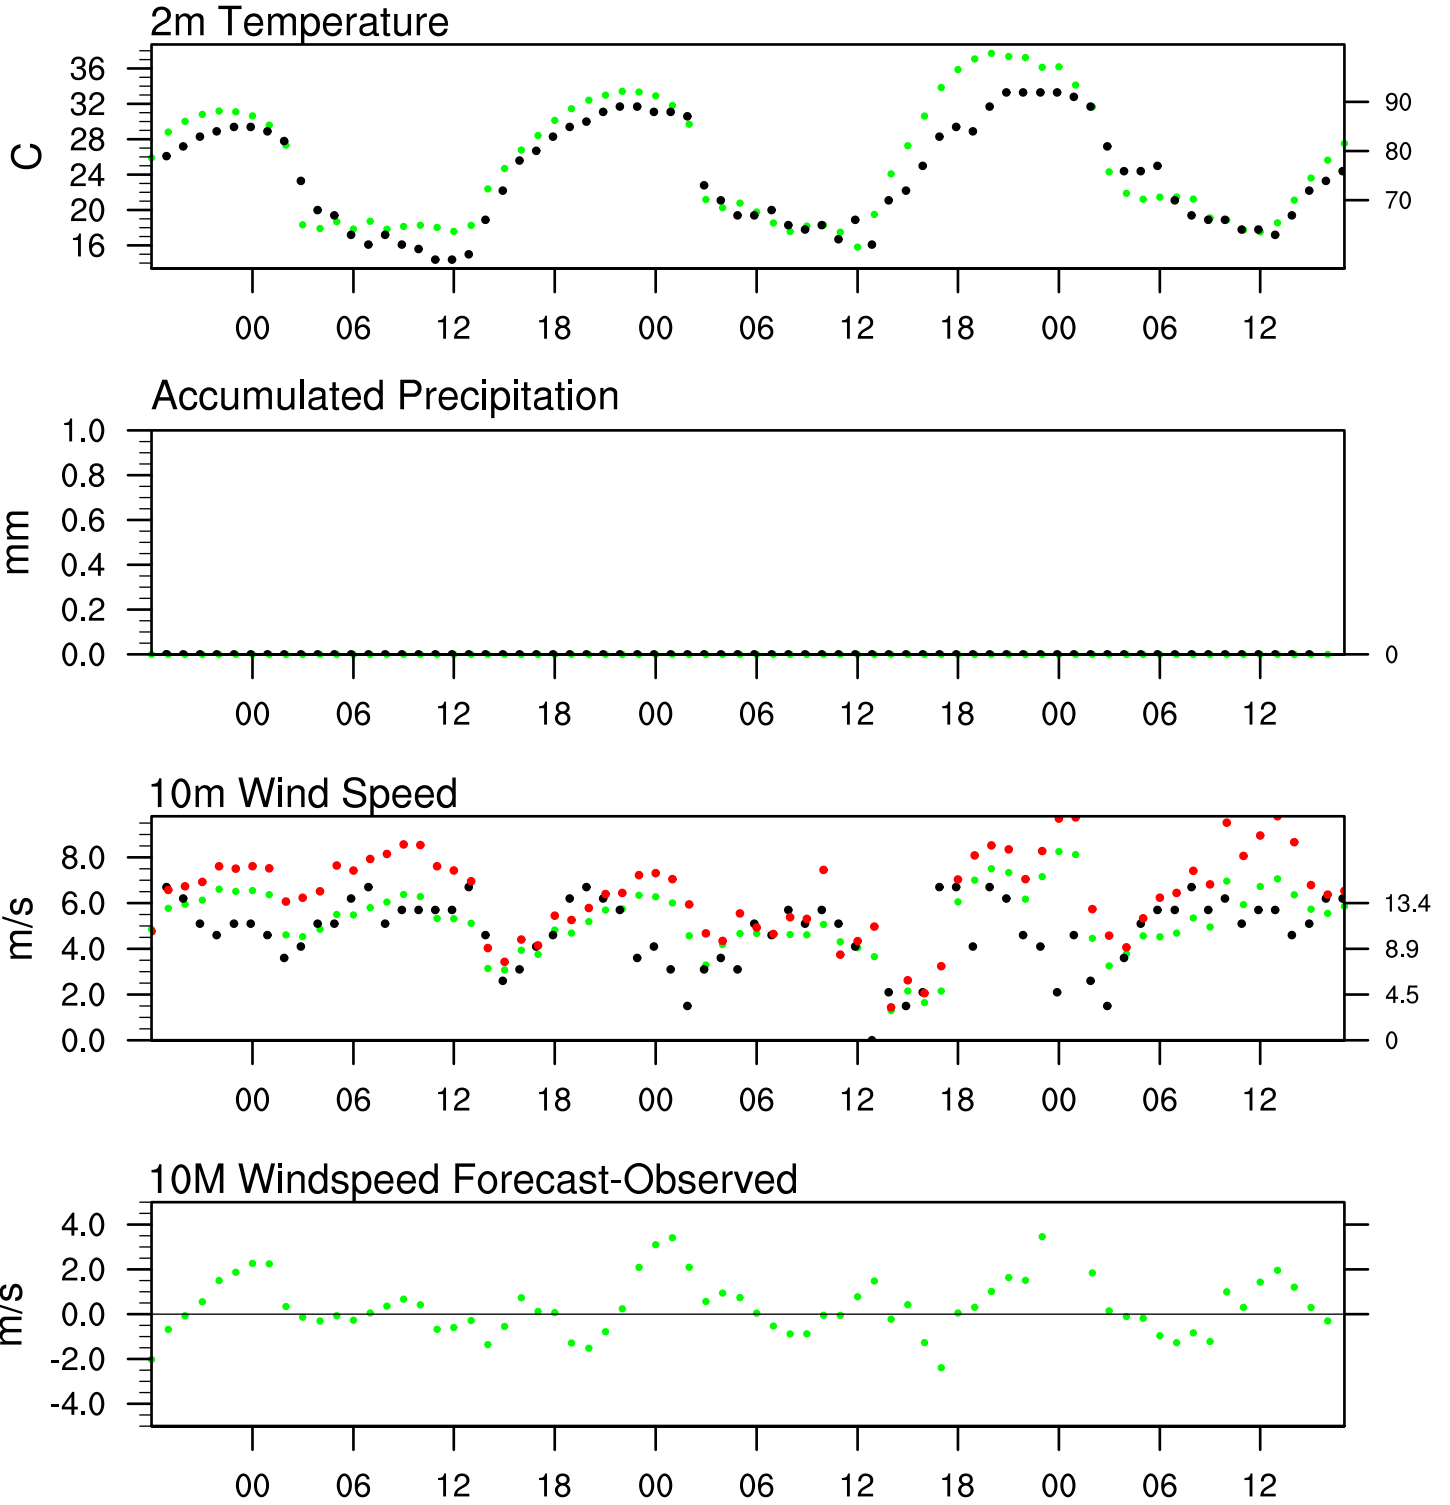 2m Temperature
C
36
32
28
24
20
16
90
80
70
00 06 12 18 00 06 12 18 00 06 12
Accumulated Precipitation
mm
1.0
0.8
0.6
0.4
0.2
0.0
0
00 06 12 18 00 06 12 18 00 06 12
10m Wind Speed
m/s
8.0
6.0
4.0
2.0
0.0
13.4
8.9
4.5
0
00 06 12 18 00 06 12 18 00 06 12
10M Windspeed Forecast-Observed
m/s
4.0
2.0
0.0
-2.0
-4.0
00 06 12 18 00 06 12 18 00 06 12